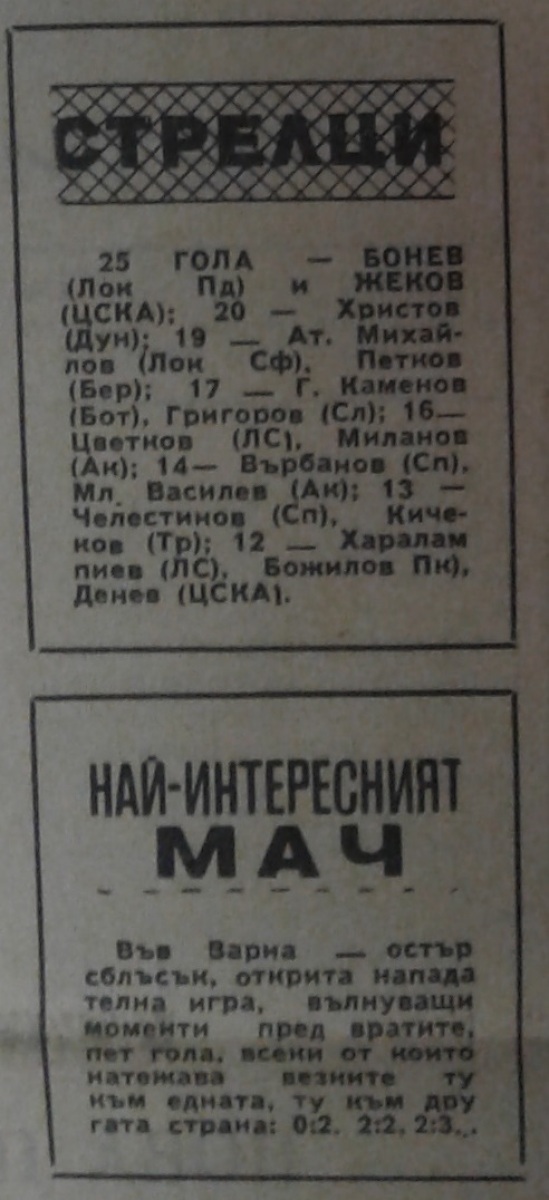 СТРЕЛЦИ
25 ГОЛА — БОНЕВ
(Лок Пд) и ЖЕКОВ
(ЦСКА); 20 — Христов
(Дун); 19 — Ат. Михай-
лов (Лок Сф), Петков
(Бер); 17 — Г. Каменов
(Бот), Григоров (Сл); 16—
Цветков (ЛС), Миланов
(Ак); 14— Върбанов (Сп),
Мл. Василев (Ак); 13 —
Челестинов (Сп), Киче-
ков (Тр); 12 — Харалам
пиев (ЛС), Божилов Пк),
Денев (ЦСКА).
НАЙ-ИНТЕРЕСНИЯТ
МАЧ
Във Варна — остър
сблъсък, открита напада
телна игра, вълнуващи
моменти пред вратите,
пет гола, всеки от които
натежава везните ту
към едната, ту към дру
гата страна: 0:2, 2:2, 2:3...